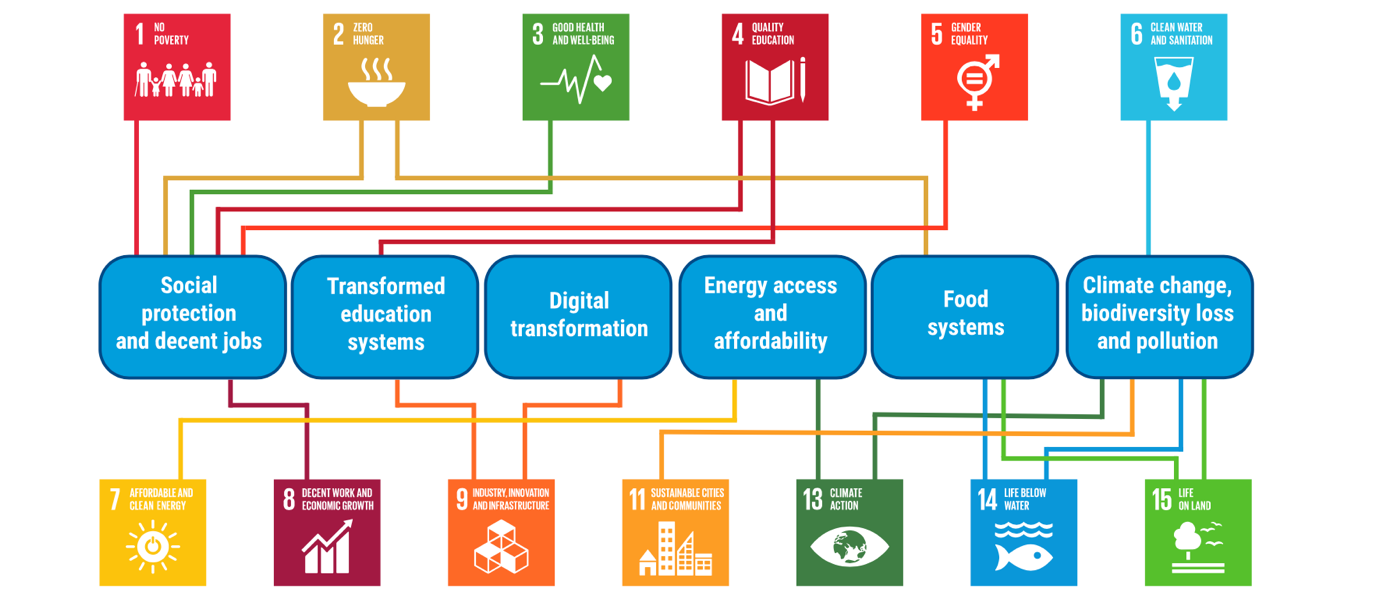 1 NO
POVERTY
2 ZERO
HUNGER
3 GOOD HEALTH
AND WELL-BEING
4 QUALITY
EDUCATION
5 GENDER
EQUALITY
6 CLEAN WATER
AND SANITATION
Social
protection
and decent jobs
Transformed
education
systems
Digital
transformation
Energy access
and
affordability
Food
systems
Climate change,
biodiversity loss
and pollution
7 AFFORDABLE AND
CLEAN ENERGY
8 DECENT WORK AND
ECONOMIC GROWTH
9 INDUSTRY, INNOVATION
AND INFRASTRUCTURE
11 SUSTAINABLE CITIES
AND COMMUNITIES
13 CLIMATE
ACTION
14 LIFE BELOW
WATER
15 LIFE
ON LAND